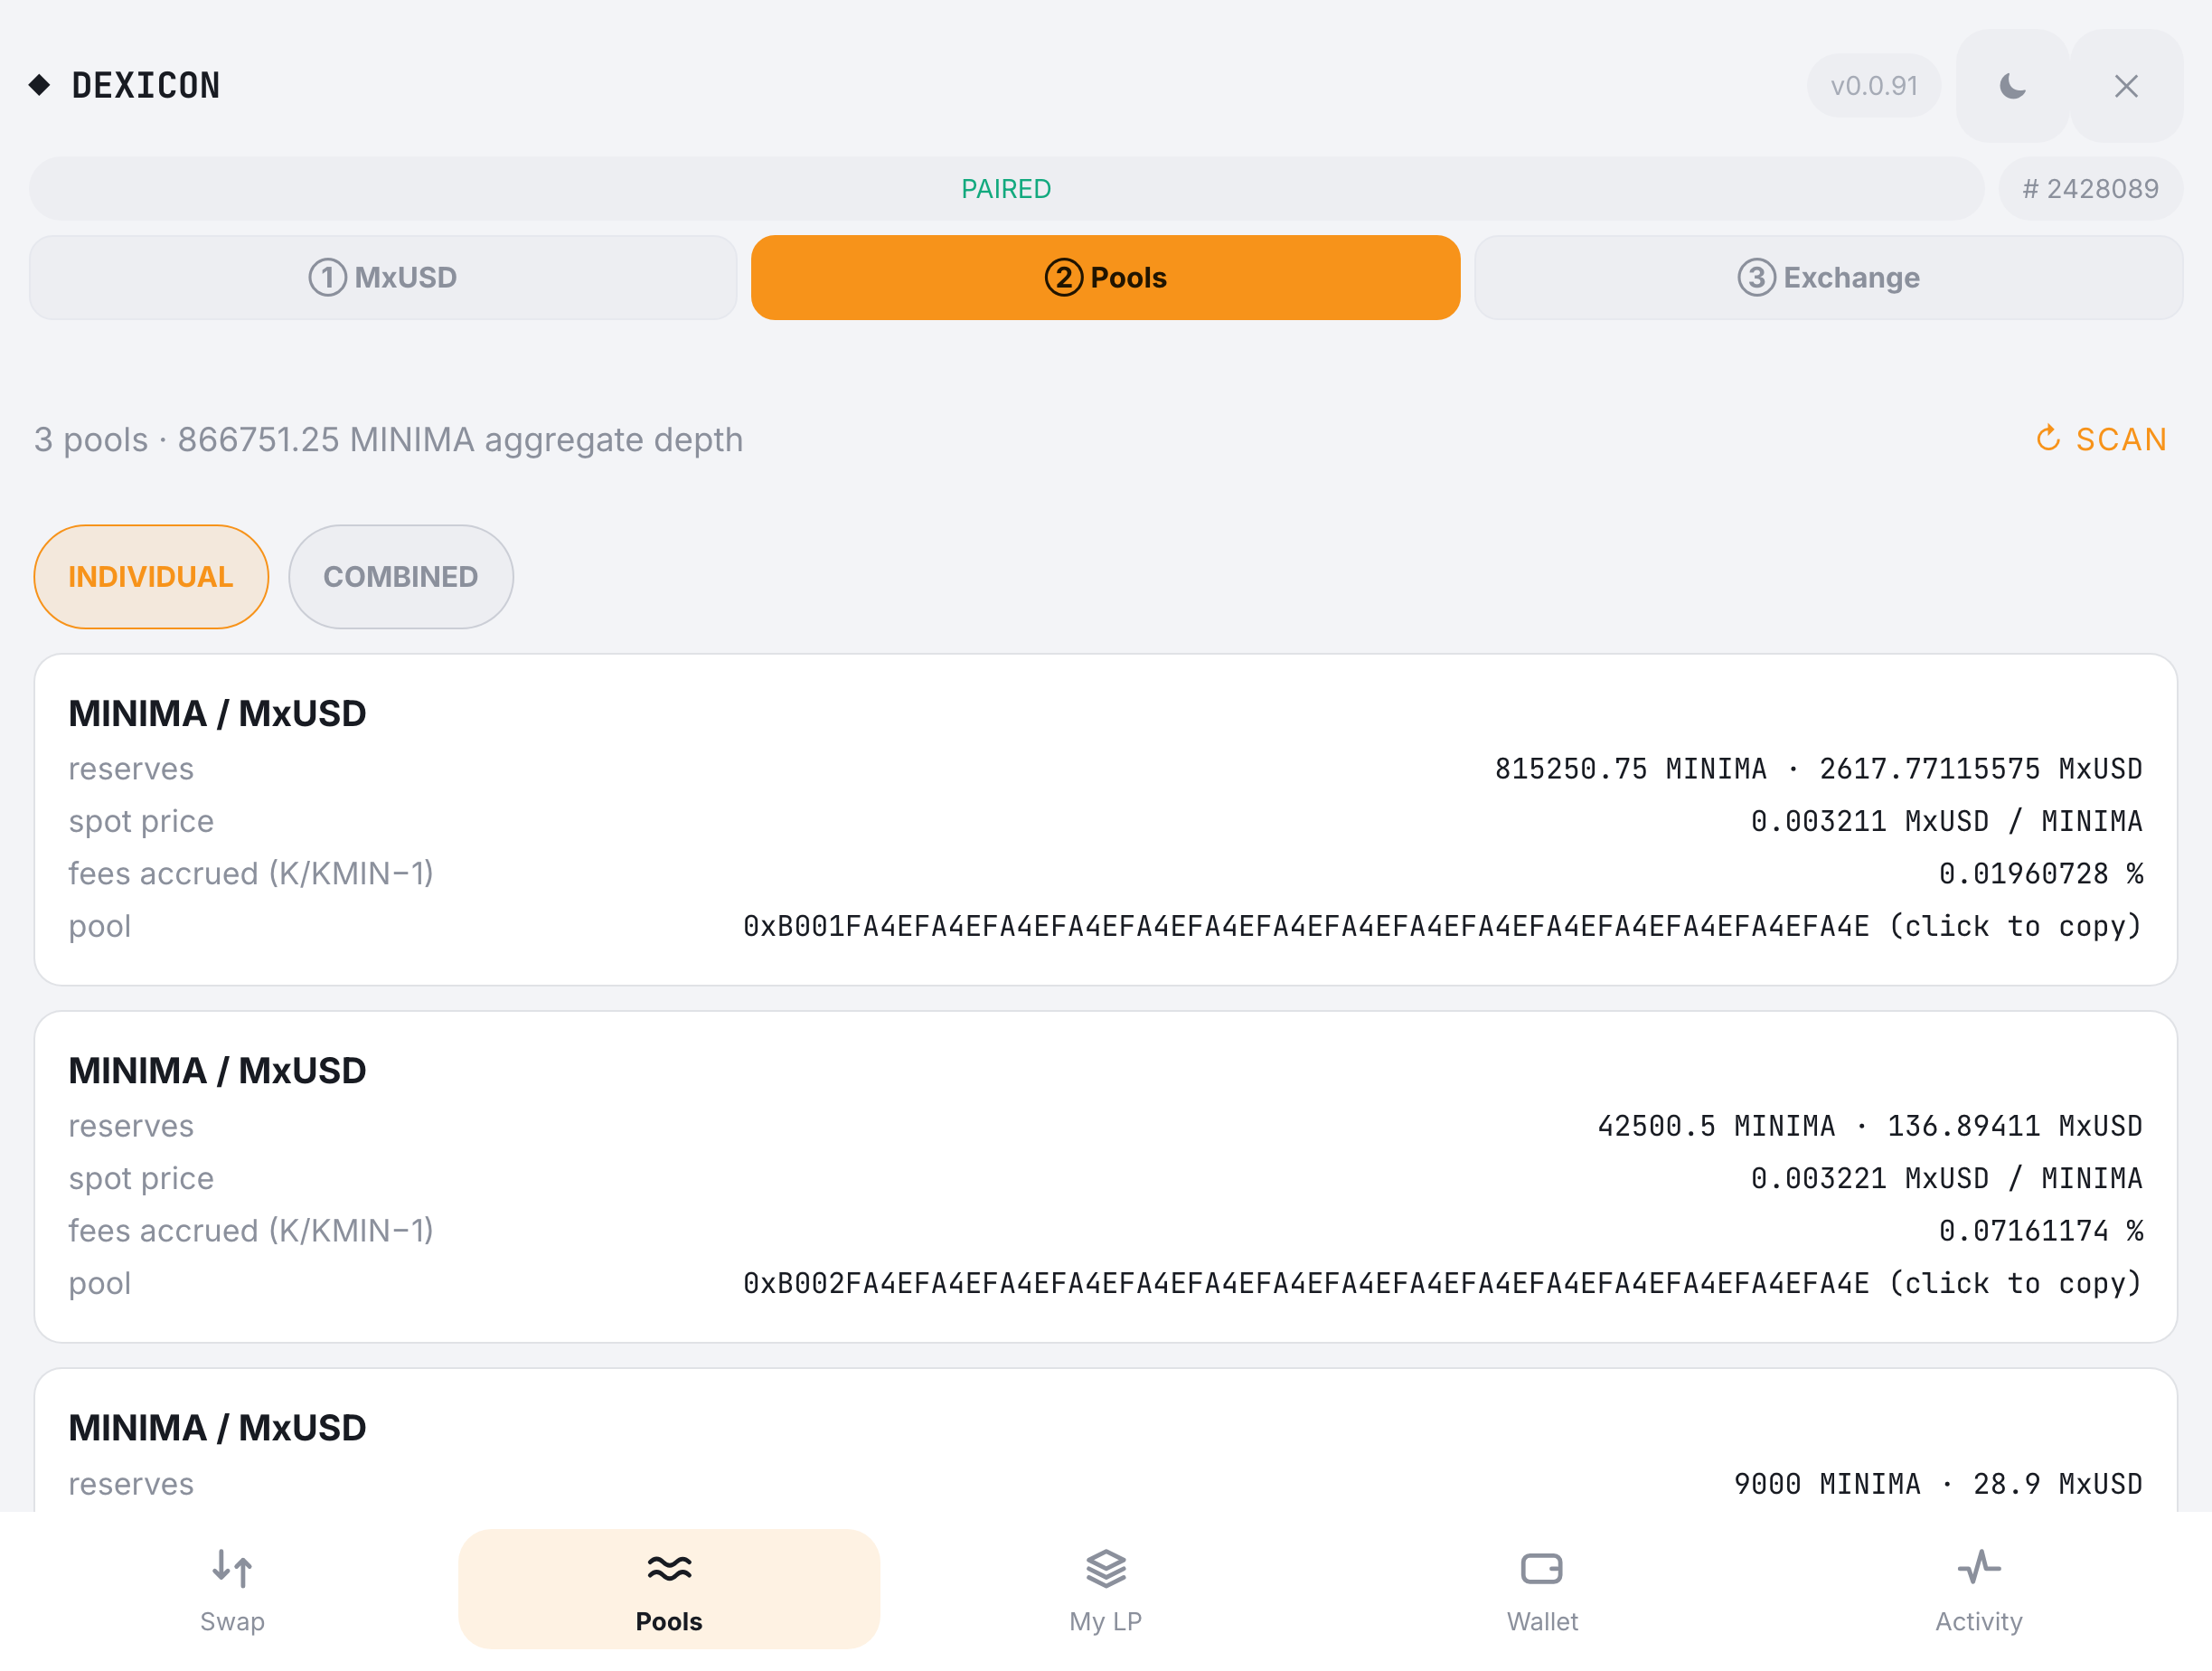 ◆ DEXICON
v0.0.91
PAIRED
# 2428089
① MxUSD
② Pools
③ Exchange
3 pools · 866751.25 MINIMA aggregate depth
↻ SCAN
INDIVIDUAL
COMBINED
MINIMA / MxUSD
reserves 815250.75 MINIMA · 2617.77115575 MxUSD
spot price 0.003211 MxUSD / MINIMA
fees accrued (K/KMIN−1) 0.01960728 %
pool 0xB001FA4EFA4EFA4EFA4EFA4EFA4EFA4EFA4EFA4EFA4EFA4EFA4EFA4EFA4EFA4E (click to copy)
MINIMA / MxUSD
reserves 42500.5 MINIMA · 136.89411 MxUSD
spot price 0.003221 MxUSD / MINIMA
fees accrued (K/KMIN−1) 0.07161174 %
pool 0xB002FA4EFA4EFA4EFA4EFA4EFA4EFA4EFA4EFA4EFA4EFA4EFA4EFA4EFA4EFA4E (click to copy)
MINIMA / MxUSD
reserves 9000 MINIMA · 28.9 MxUSD
Swap
Pools
My LP
Wallet
Activity